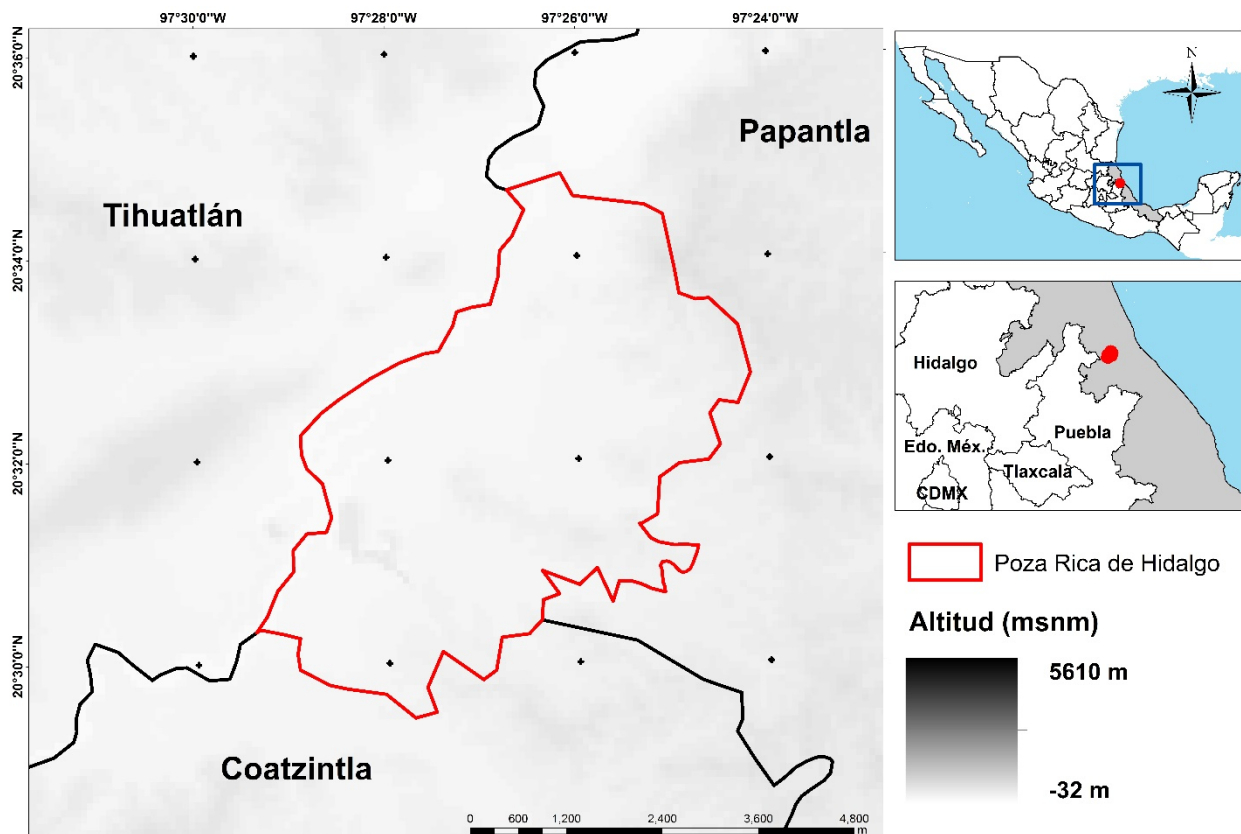 97°30'0"W 97°28'0"W 97°26'0"W 97°24'0"W
20°36'0"N
20°34'0"N
20°32'0"N
20°30'0"N
Tihuatlán
Papantla
Coatzintla
0 600 1,200 2,400 3,600 4,800
m
N
Hidalgo
Puebla
Edo. Méx.
Tlaxcala
CDMX
Poza Rica de Hidalgo
Altitud (msnm)
5610 m
-32 m